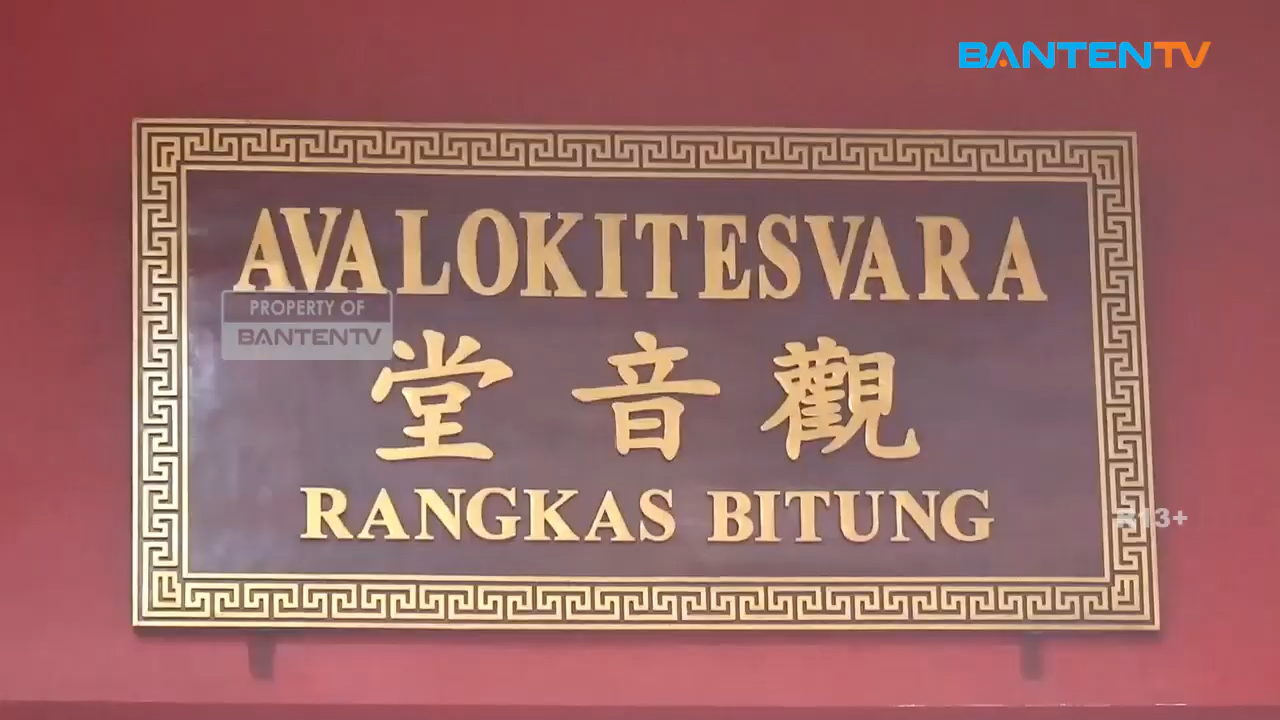 BANTENTV
AVALOKITESVARA
PROPERTY OF
BANTENTV
堂音觀
RANGKAS BITUNG
R13+